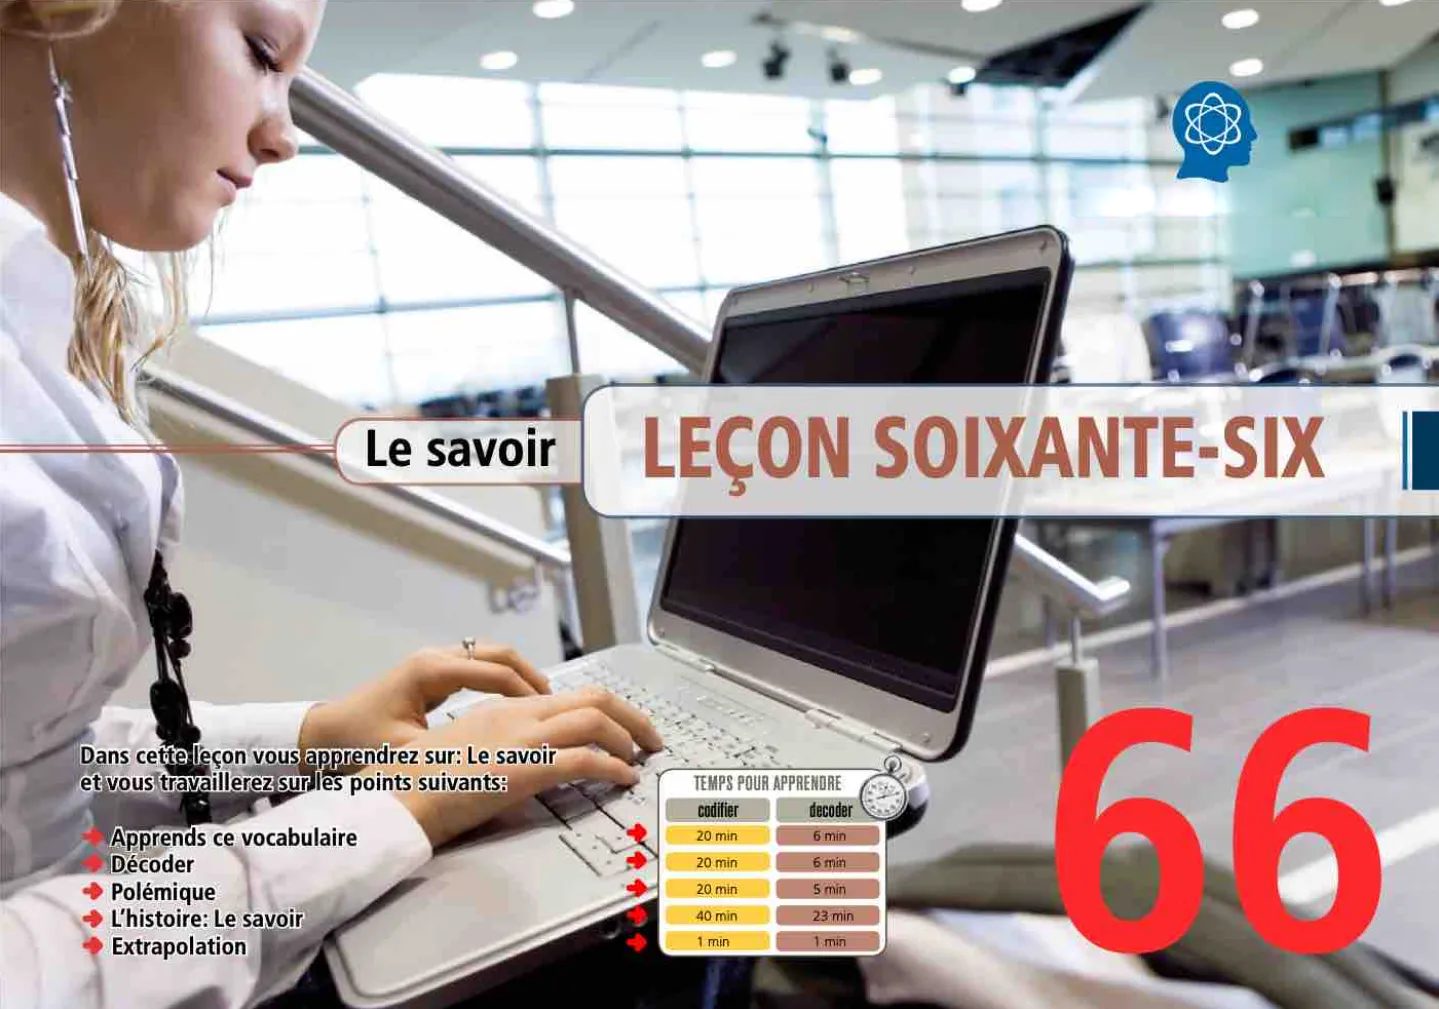 Le savoir
LEÇON SOIXANTE-SIX
Dans cette leçon vous apprendrez sur: Le savoir
et vous travaillerez sur les points suivants:
Apprends ce vocabulaire
Décoder
Polémique
L'histoire: Le savoir
Extrapolation
TEMPS POUR APPRENDRE
codifier decoder
20 min 6 min
20 min 6 min
20 min 5 min
40 min 23 min
1 min 1 min
66